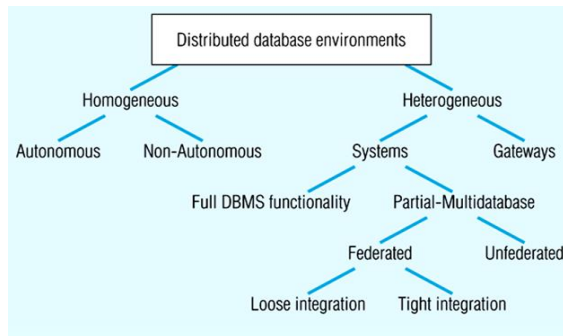 Distributed database environments
Homogeneous
Heterogeneous
Autonomous
Non-Autonomous
Systems
Gateways
Full DBMS functionality
Partial-Multidatabase
Federated
Unfederated
Loose integration
Tight integration